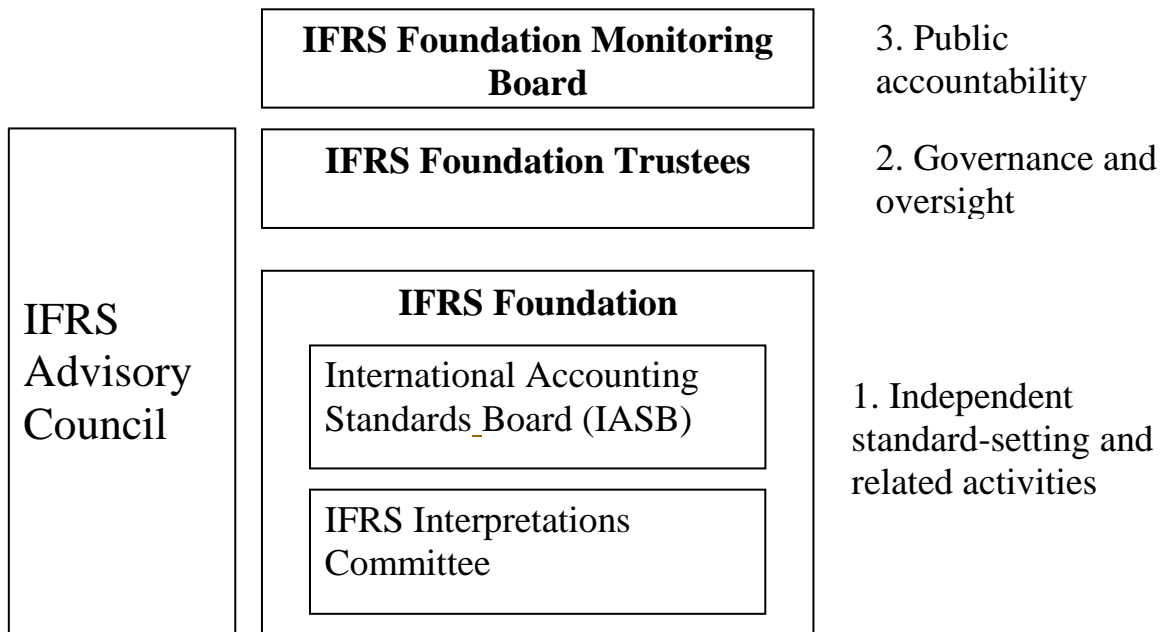 IFRS Foundation Monitoring
Board
3. Public
accountability
IFRS Foundation Trustees
2. Governance and
oversight
IFRS
Advisory
Council
IFRS Foundation
International Accounting
Standards Board (IASB)
IFRS Interpretations
Committee
1. Independent
standard-setting and
related activities